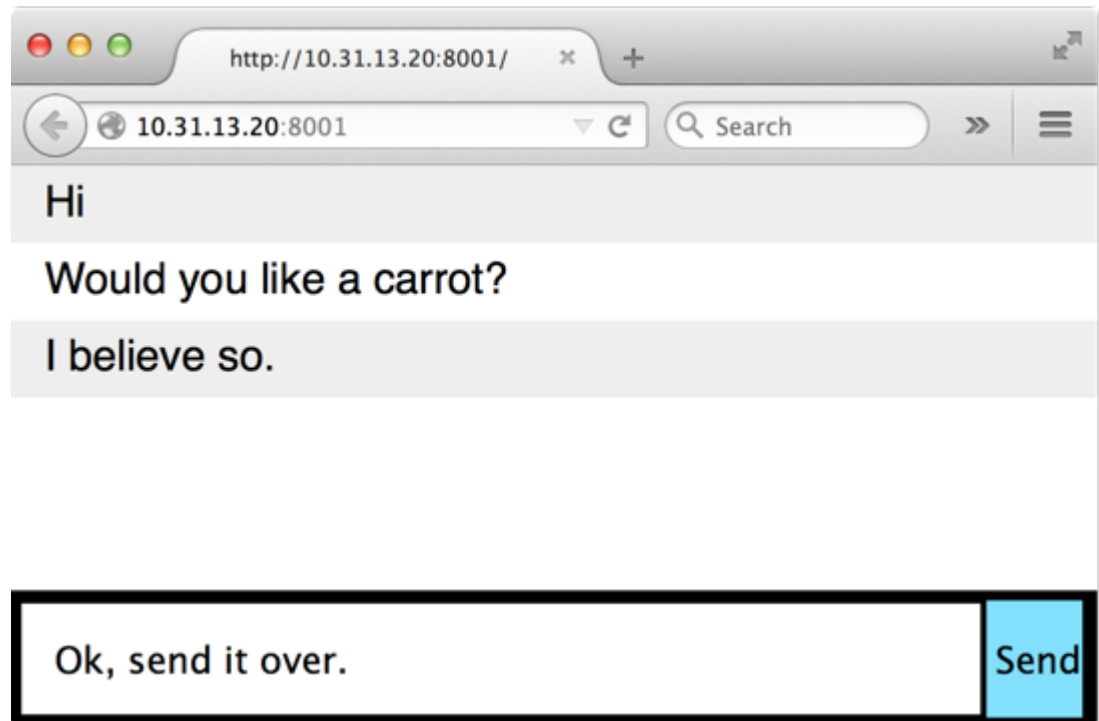 http://10.31.13.20:8001/
10.31.13.20:8001
Search
Hi
Would you like a carrot?
I believe so.
Ok, send it over.
Send